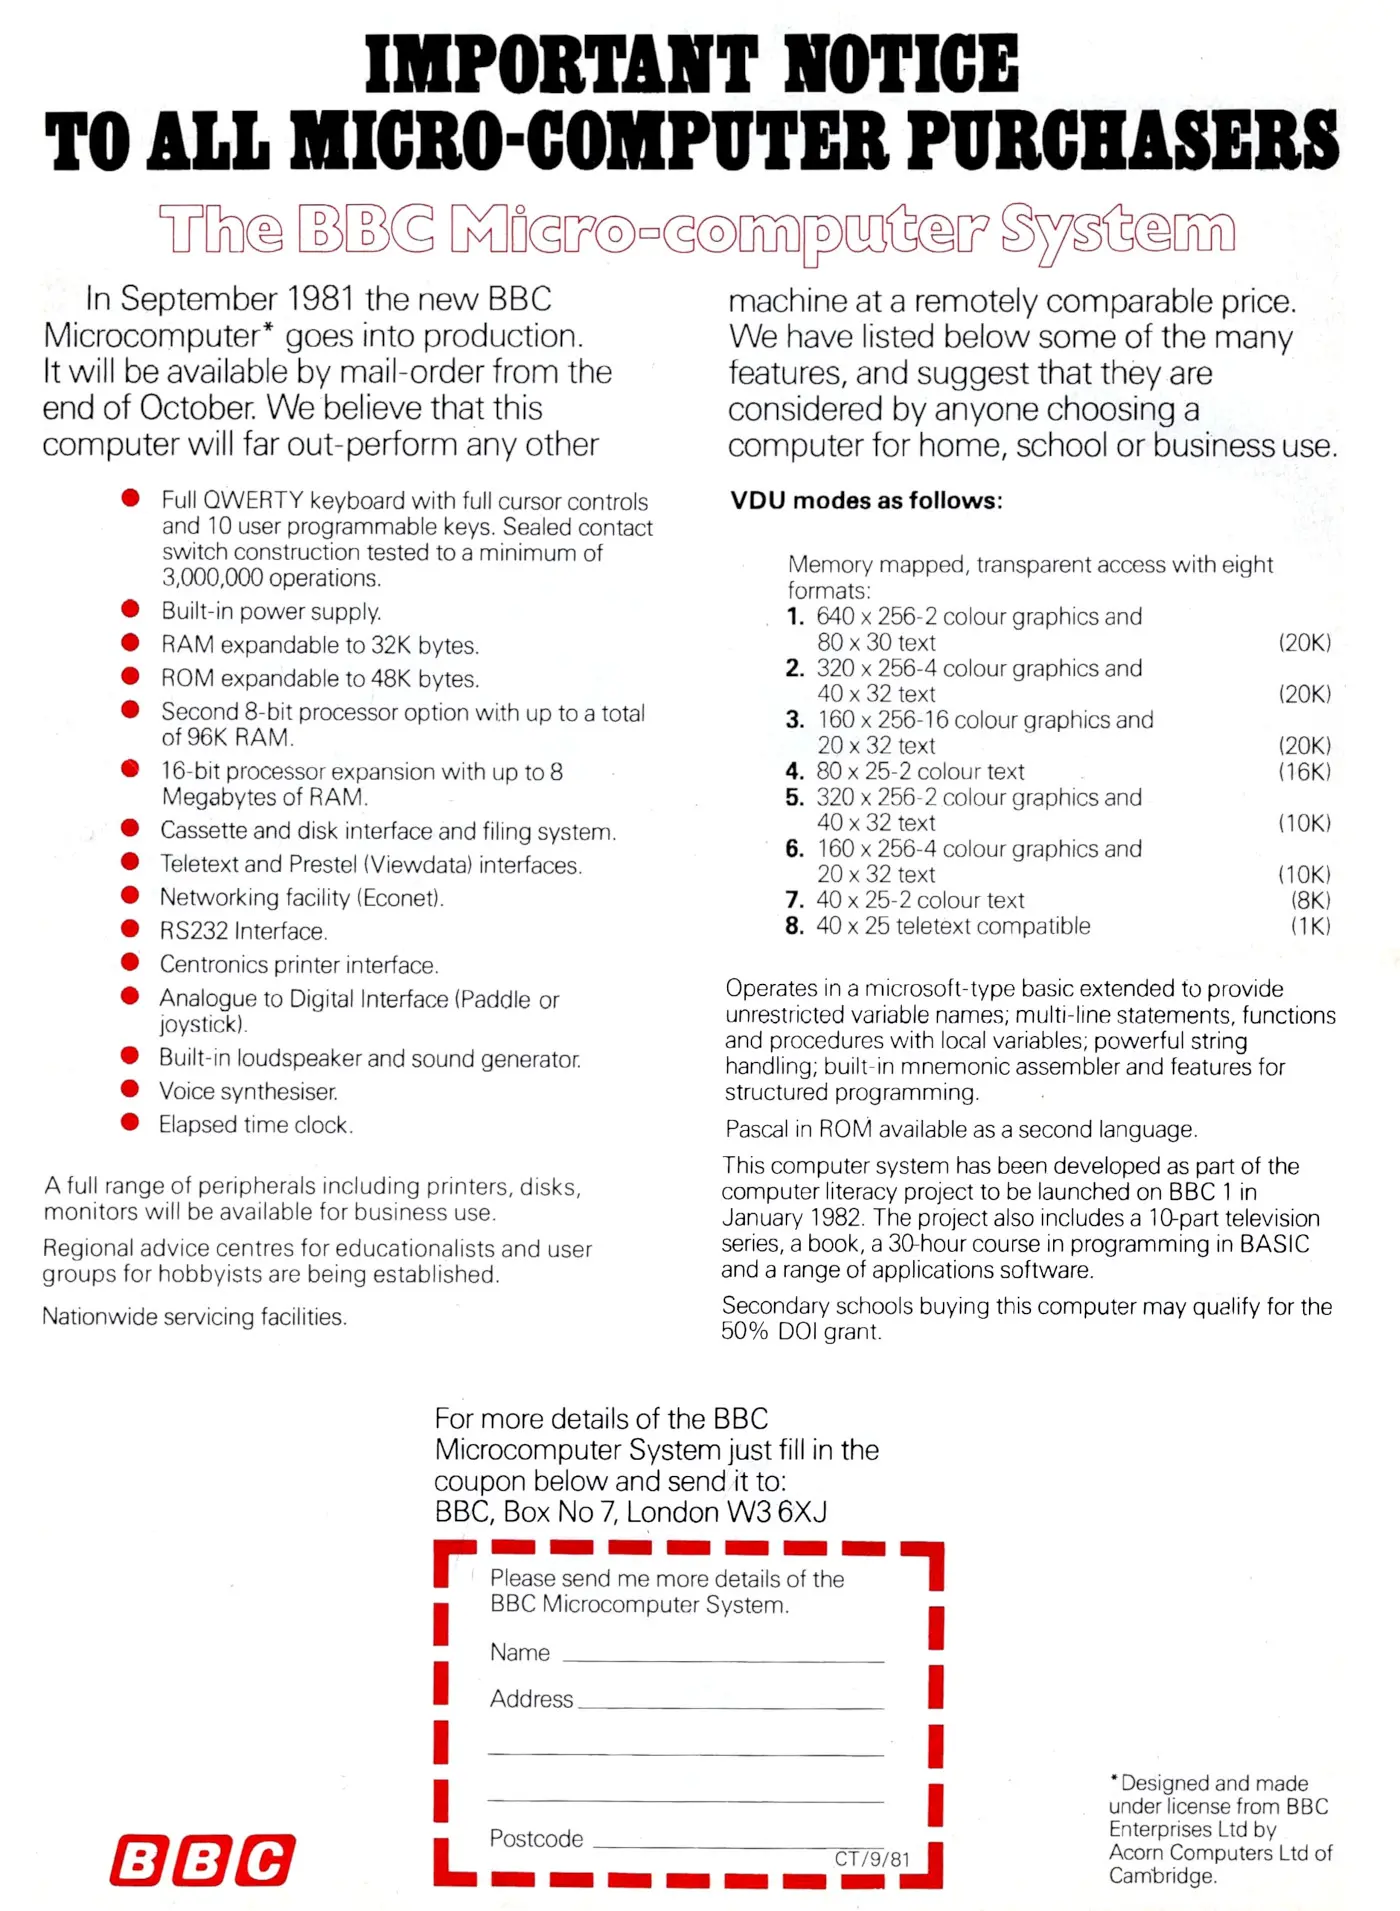 IMPORTANT NOTICE
TO ALL MICRO-COMPUTER PURCHASERS
The BBC Micro-computer System
In September 1981 the new BBC
Microcomputer* goes into production.
It will be available by mail-order from the
end of October. We believe that this
computer will far out-perform any other
machine at a remotely comparable price.
We have listed below some of the many
features, and suggest that they are
considered by anyone choosing a
computer for home, school or business use.
● Full QWERTY keyboard with full cursor controls
and 10 user programmable keys. Sealed contact
switch construction tested to a minimum of
3,000,000 operations.
● Built-in power supply.
● RAM expandable to 32K bytes.
● ROM expandable to 48K bytes.
● Second 8-bit processor option with up to a total
of 96K RAM.
● 16-bit processor expansion with up to 8
Megabytes of RAM.
● Cassette and disk interface and filing system.
● Teletext and Prestel (Viewdata) interfaces.
● Networking facility (Econet).
● RS232 Interface.
● Centronics printer interface.
● Analogue to Digital Interface (Paddle or
joystick).
● Built-in loudspeaker and sound generator.
● Voice synthesiser.
● Elapsed time clock.
A full range of peripherals including printers, disks,
monitors will be available for business use.
Regional advice centres for educationalists and user
groups for hobbyists are being established.
Nationwide servicing facilities.
VDU modes as follows:
Memory mapped, transparent access with eight
formats:
1. 640 x 256-2 colour graphics and
80 x 30 text (20K)
2. 320 x 256-4 colour graphics and
40 x 32 text (20K)
3. 160 x 256-16 colour graphics and
20 x 32 text (20K)
4. 80 x 25-2 colour text (16K)
5. 320 x 256-2 colour graphics and
40 x 32 text (10K)
6. 160 x 256-4 colour graphics and
20 x 32 text (10K)
7. 40 x 25-2 colour text (8K)
8. 40 x 25 teletext compatible (1K)
Operates in a microsoft-type basic extended to provide
unrestricted variable names; multi-line statements, functions
and procedures with local variables; powerful string
handling; built-in mnemonic assembler and features for
structured programming.
Pascal in ROM available as a second language.
This computer system has been developed as part of the
computer literacy project to be launched on BBC 1 in
January 1982. The project also includes a 10-part television
series, a book, a 30-hour course in programming in BASIC
and a range of applications software.
Secondary schools buying this computer may qualify for the
50% DOI grant.
For more details of the BBC
Microcomputer System just fill in the
coupon below and send it to:
BBC, Box No 7, London W3 6XJ
Please send me more details of the
BBC Microcomputer System.
Name
Address
Postcode
CT/9/81
BBC
*Designed and made
under license from BBC
Enterprises Ltd by
Acorn Computers Ltd of
Cambridge.